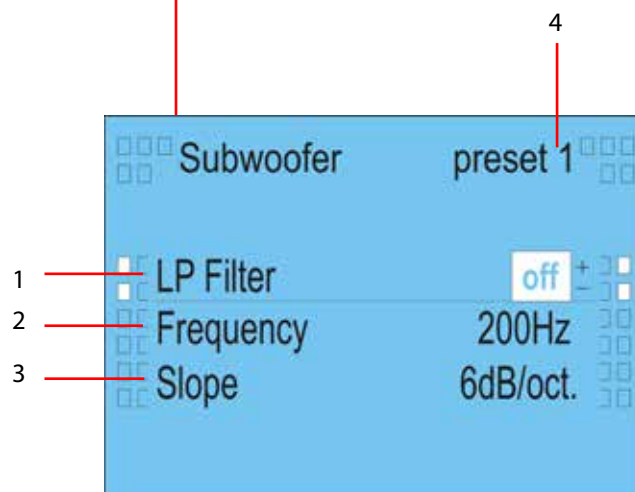 4
Subwoofer preset 1
1 LP Filter off + −
2 Frequency 200Hz
3 Slope 6dB/oct.